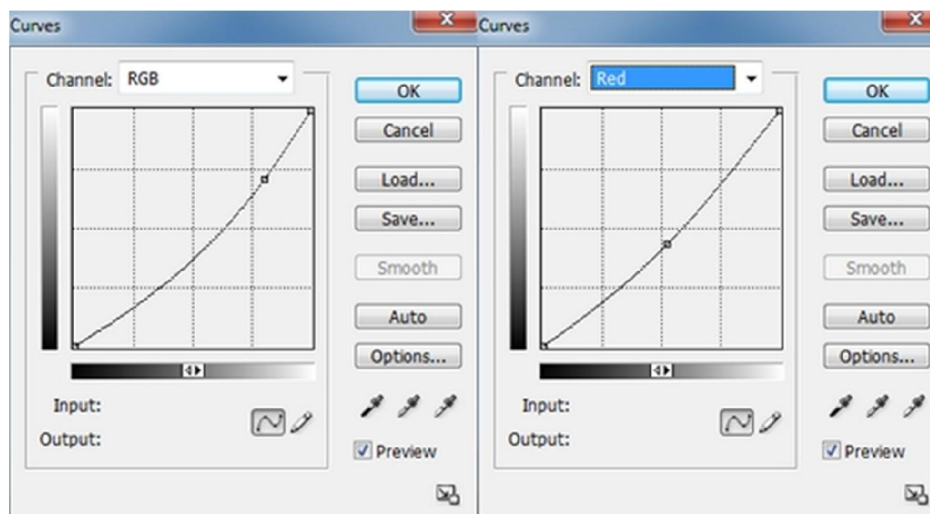 Curves
Channel: RGB
OK
Cancel
Load...
Save...
Smooth
Auto
Options...
Input:
Output:
Preview
Curves
Channel: Red
OK
Cancel
Load...
Save...
Smooth
Auto
Options...
Input:
Output:
Preview